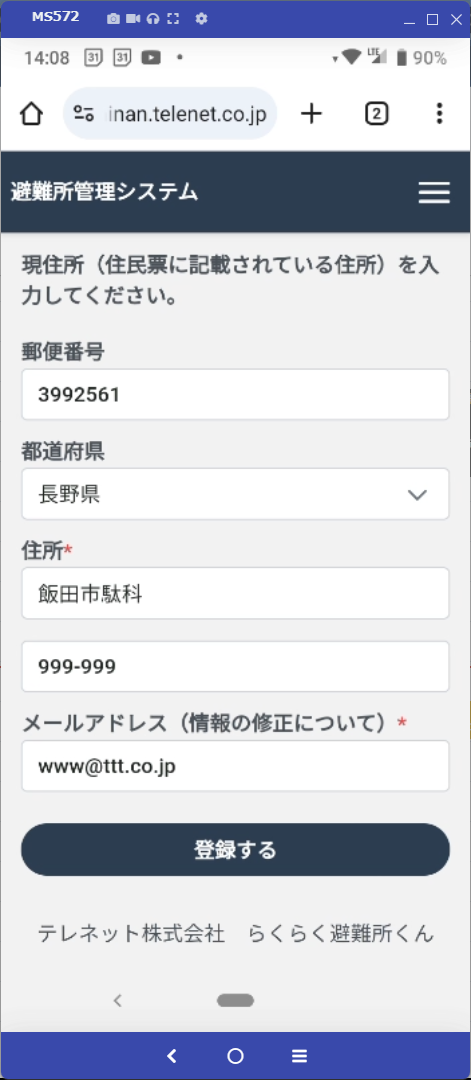 MS572
14:08
31
31
LTE
90%
inan.telenet.co.jp
2
避難所管理システム
現住所（住民票に記載されている住所）を入
力してください。
郵便番号
3992561
都道府県
長野県
住所*
飯田市駄科
999-999
メールアドレス（情報の修正について）*
www@ttt.co.jp
登録する
テレネット株式会社　らくらく避難所くん